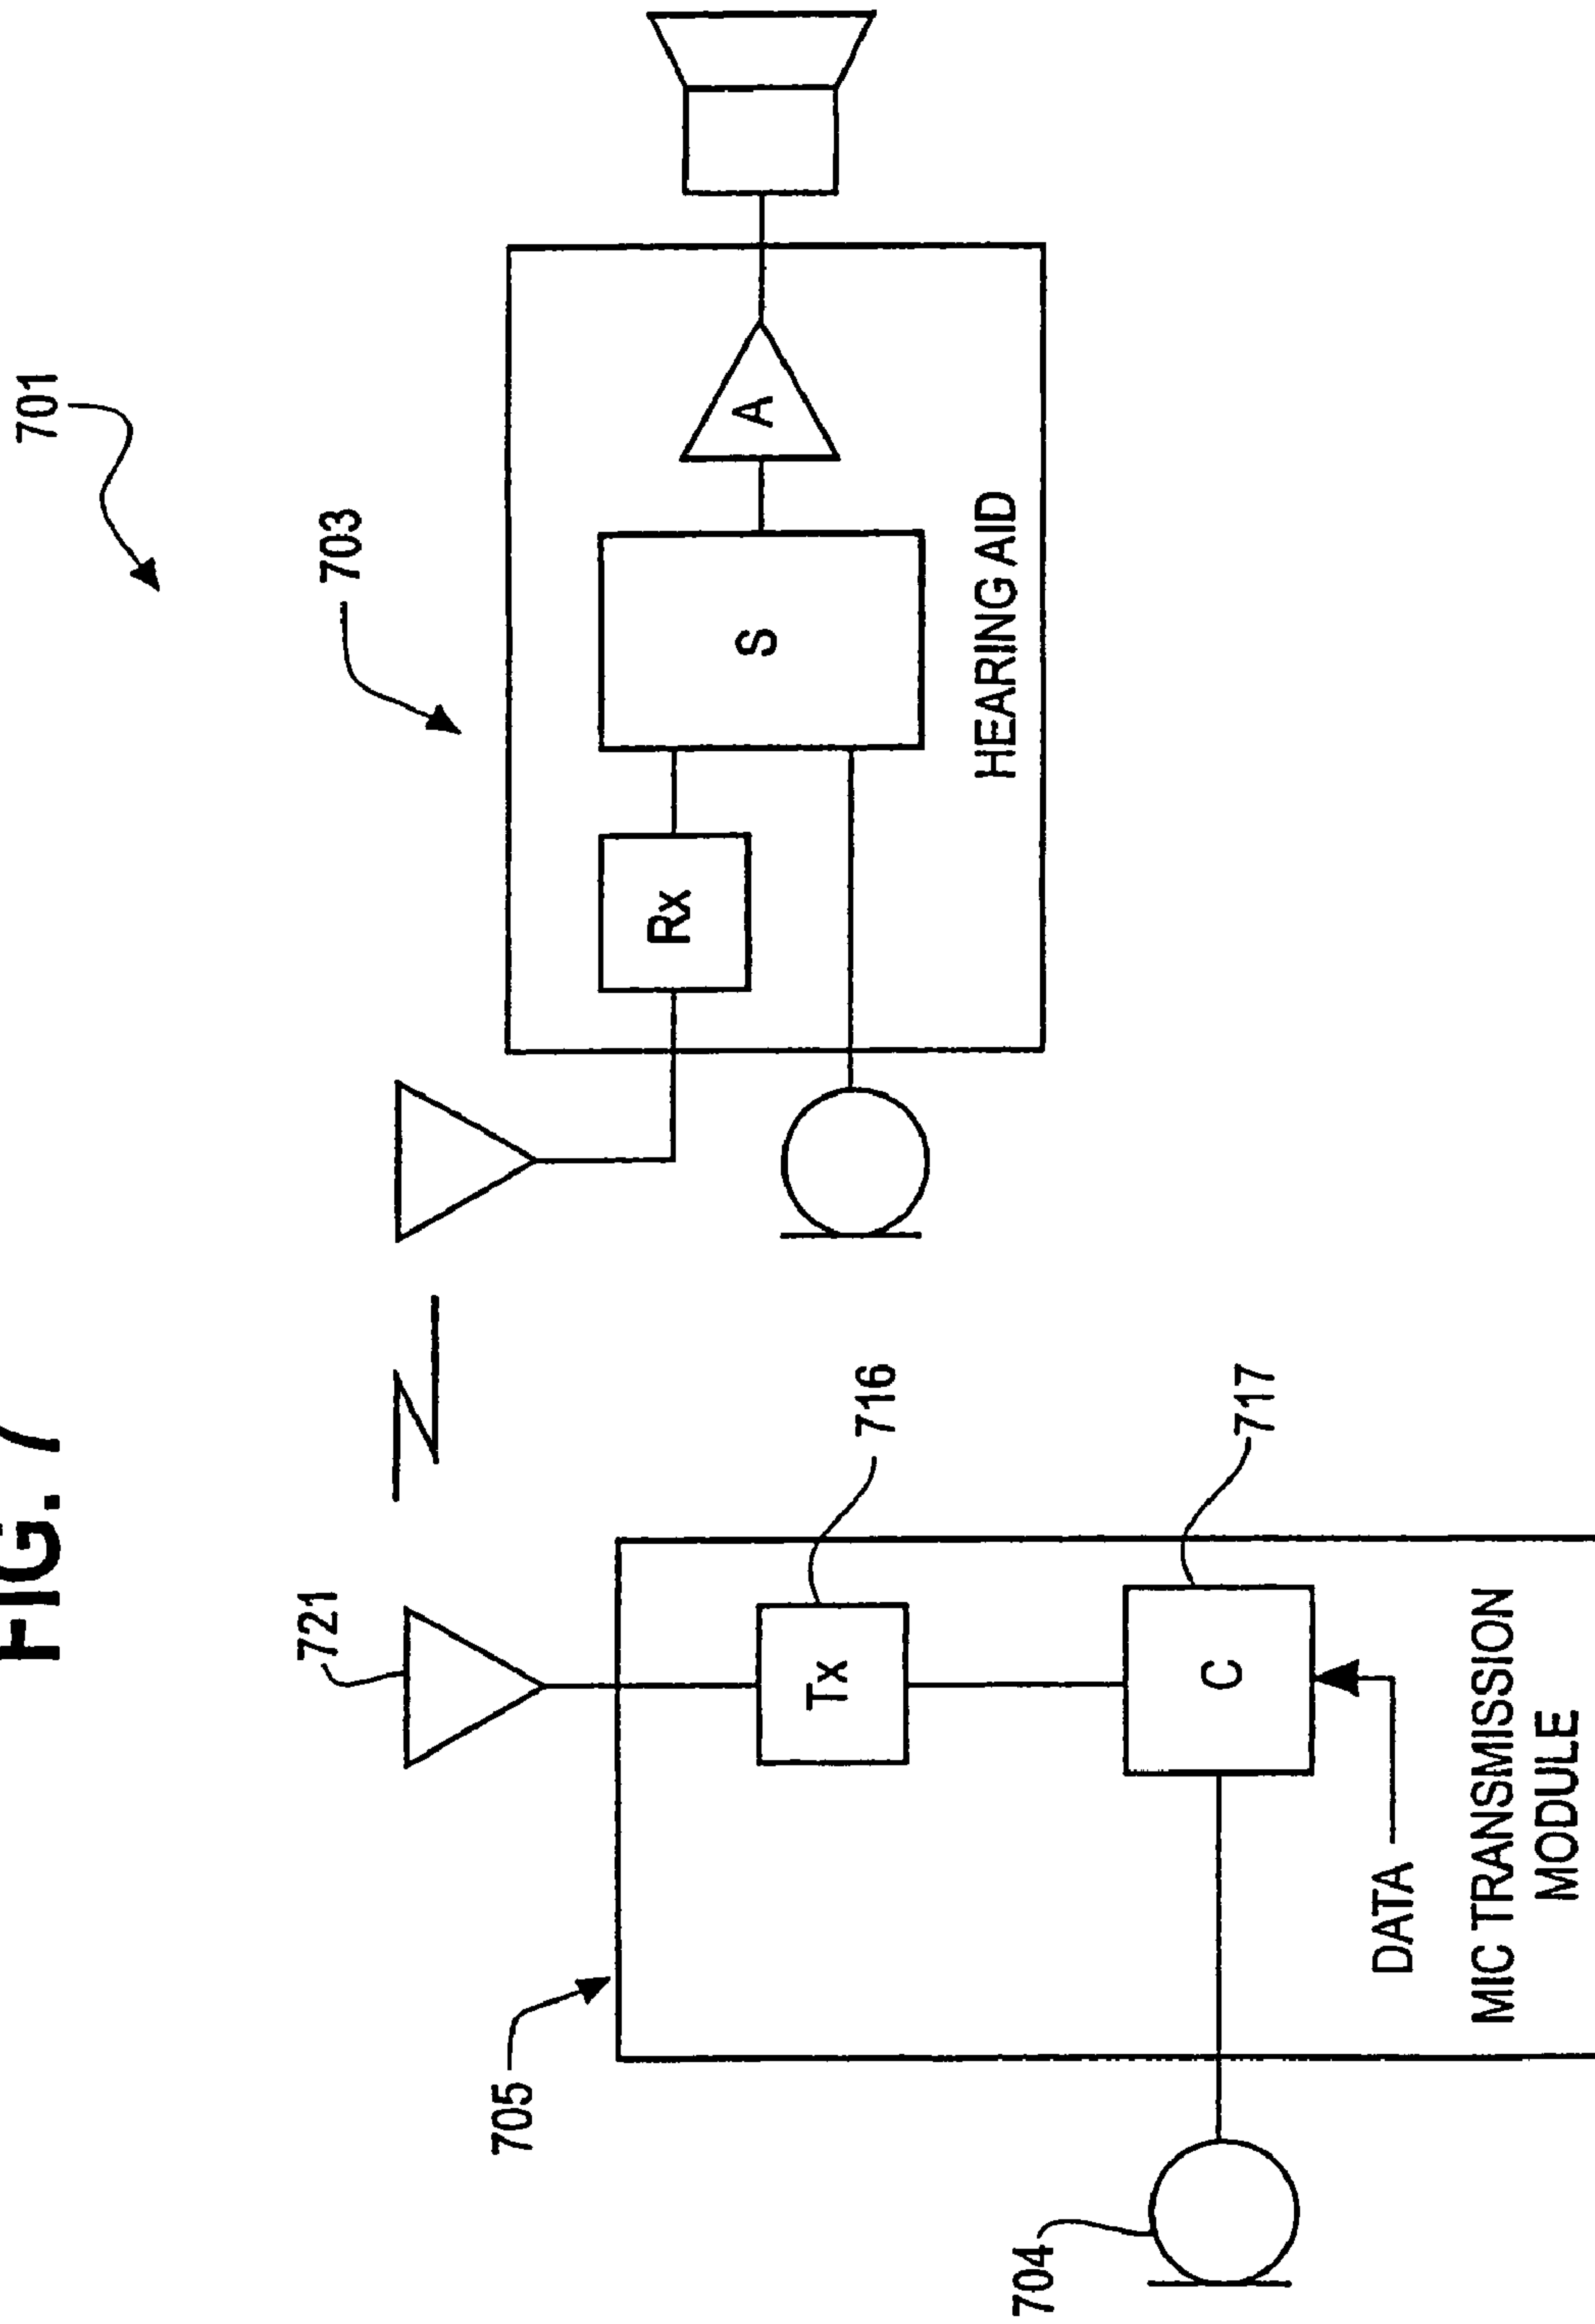 FIG. 7
701
703
Rx
S
A
HEARING AID
721
716
717
705
Tx
C
704
DATA
MIC TRANSMISSION
MODULE